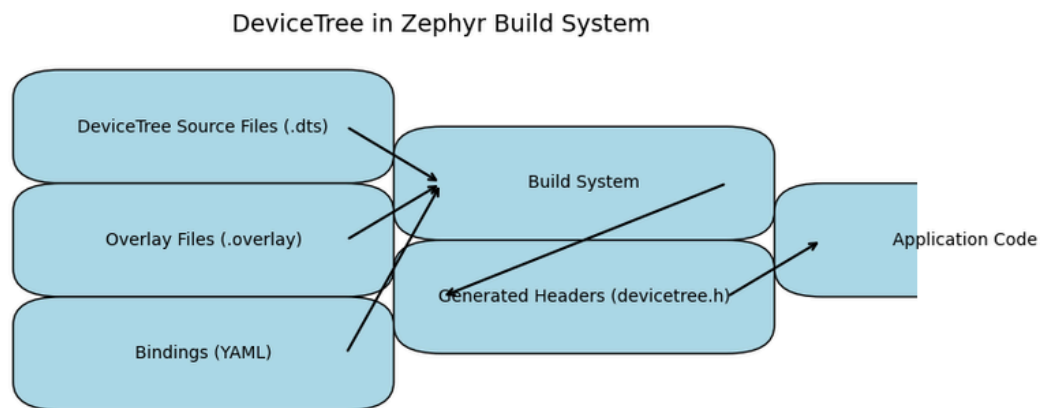 DeviceTree in Zephyr Build System
DeviceTree Source Files (.dts)
Overlay Files (.overlay)
Bindings (YAML)
Build System
Generated Headers (devicetree.h)
Application Code